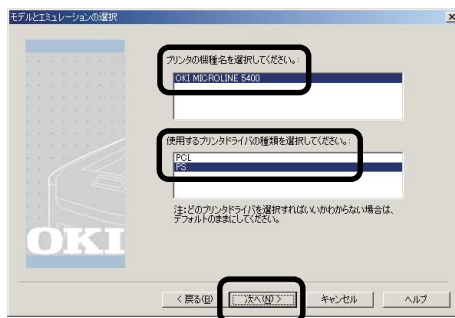 モデルとエミュレーションの選択
プリンタの機種名を選択してください。:
OKI MICROLINE 5400
使用するプリンタドライバの種類を選択してください。:
PCL
PS
注:どのプリンタドライバを選択すればいいかわからない場合は、
デフォルトのままにしてください。
OKI
< 戻る(B)
次へ(N) >
キャンセル
ヘルプ